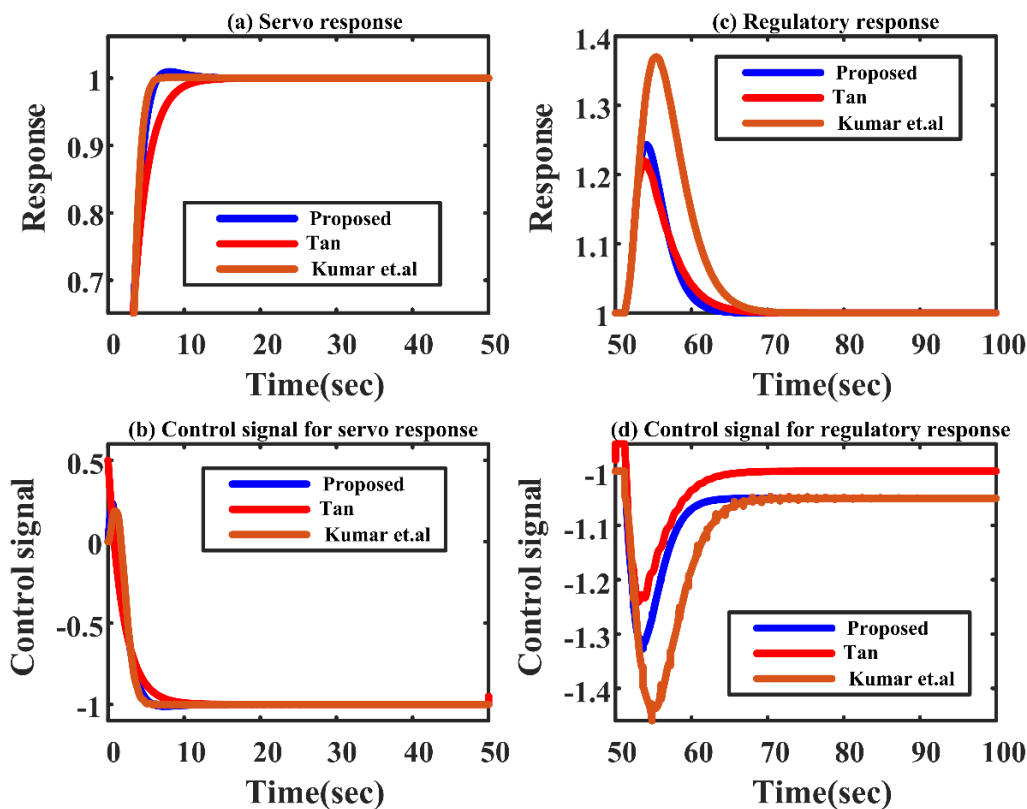 (a) Servo response
Response
1
0.9
0.8
0.7
Proposed
Tan
Kumar et.al
0 10 20 30 40 50
Time(sec)
(c) Regulatory response
Response
1.4
1.3
1.2
1.1
1
Proposed
Tan
Kumar et.al
50 60 70 80 90 100
Time(sec)
(b) Control signal for servo response
Control signal
0.5
0
-0.5
-1
Proposed
Tan
Kumar et.al
0 10 20 30 40 50
Time(sec)
(d) Control signal for regulatory response
Control signal
-1
-1.1
-1.2
-1.3
-1.4
Proposed
Tan
Kumar et.al
50 60 70 80 90 100
Time(sec)